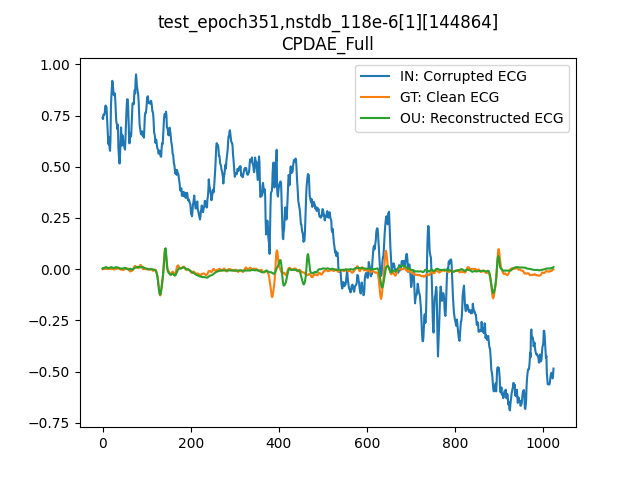 test_epoch351,nstdb_118e-6[1][144864]
CPDAE_Full
IN: Corrupted ECG
GT: Clean ECG
OU: Reconstructed ECG
1.00
0.75
0.50
0.25
0.00
−0.25
−0.50
−0.75
0 200 400 600 800 1000